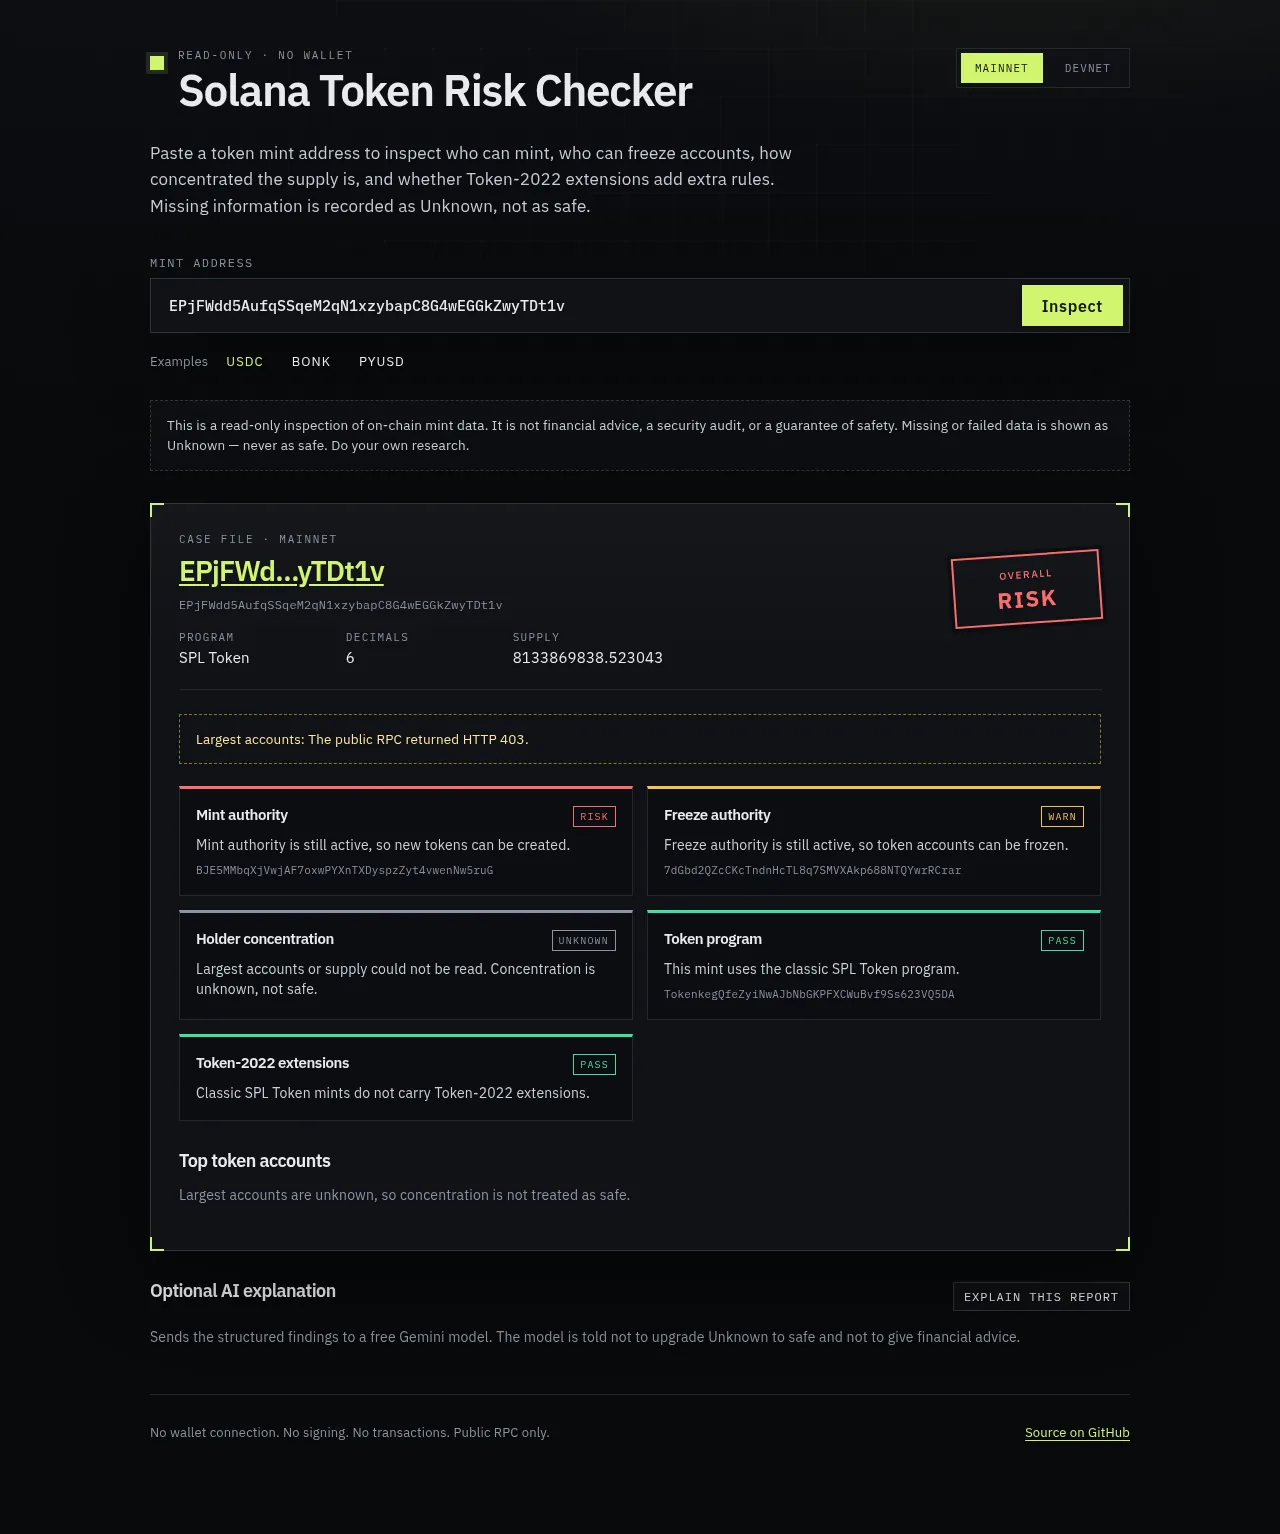 READ-ONLY · NO WALLET
Solana Token Risk Checker
MAINNET
DEVNET
Paste a token mint address to inspect who can mint, who can freeze accounts, how
concentrated the supply is, and whether Token-2022 extensions add extra rules.
Missing information is recorded as Unknown, not as safe.
MINT ADDRESS
EPjFWdd5AufqSSqeM2qN1xzybapC8G4wEGGkZwyTDt1v
Inspect
Examples USDC BONK PYUSD
This is a read-only inspection of on-chain mint data. It is not financial advice, a security audit, or a guarantee of safety. Missing or failed data is shown as
Unknown — never as safe. Do your own research.
CASE FILE · MAINNET
EPjFWd…yTDt1v
EPjFWdd5AufqSSqeM2qN1xzybapC8G4wEGGkZwyTDt1v
OVERALL
RISK
PROGRAM
SPL Token
DECIMALS
6
SUPPLY
8133869838.523043
Largest accounts: The public RPC returned HTTP 403.
Mint authority
RISK
Mint authority is still active, so new tokens can be created.
BJE5MMbqXjVwjAF7oxwPYXnTXDyspzZyt4vwenNw5ruG
Freeze authority
WARN
Freeze authority is still active, so token accounts can be frozen.
7dGbd2QZcCKcTndnHcTL8q7SMVXAkp688NTQYwrRCrar
Holder concentration
UNKNOWN
Largest accounts or supply could not be read. Concentration is
unknown, not safe.
Token program
PASS
This mint uses the classic SPL Token program.
TokenkegQfeZyiNwAJbNbGKPFXCWuBvf9Ss623VQ5DA
Token-2022 extensions
PASS
Classic SPL Token mints do not carry Token-2022 extensions.
Top token accounts
Largest accounts are unknown, so concentration is not treated as safe.
Optional AI explanation
EXPLAIN THIS REPORT
Sends the structured findings to a free Gemini model. The model is told not to upgrade Unknown to safe and not to give financial advice.
No wallet connection. No signing. No transactions. Public RPC only.
Source on GitHub